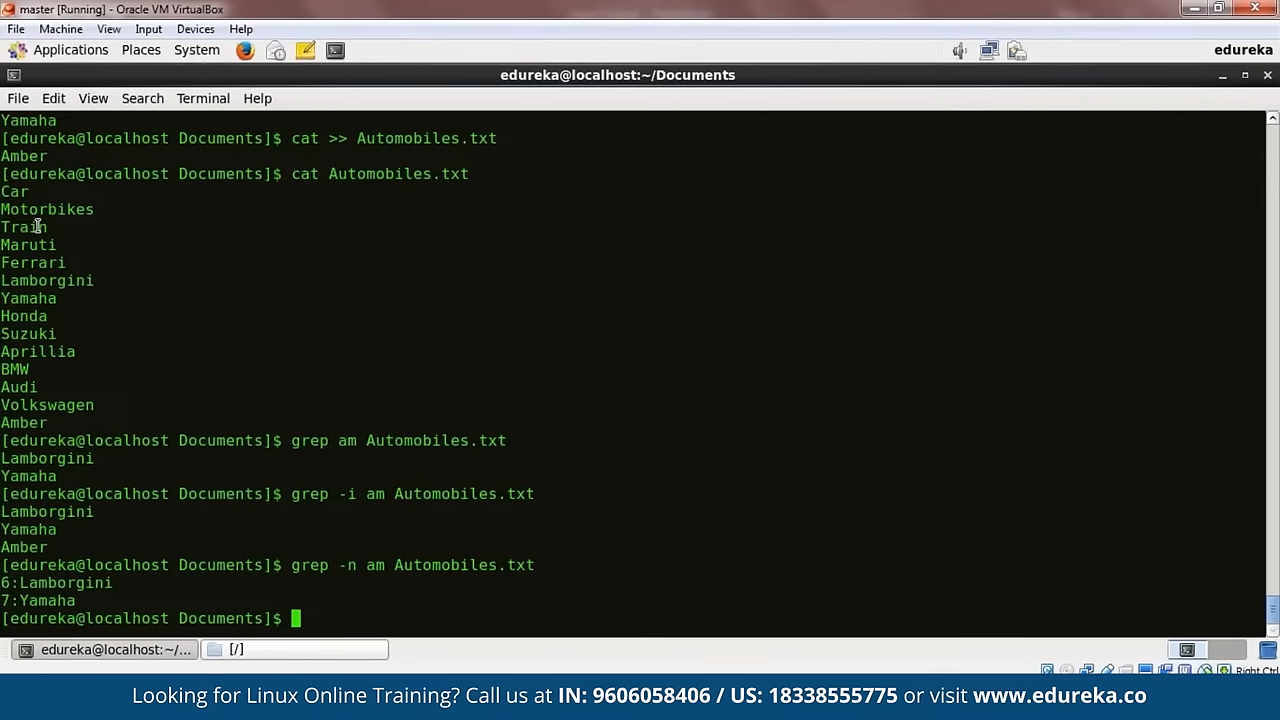 master [Running] - Oracle VM VirtualBox
File Machine View Input Devices Help
Applications Places System edureka
edureka@localhost:~/Documents
File Edit View Search Terminal Help
Yamaha
[edureka@localhost Documents]$ cat >> Automobiles.txt
Amber
[edureka@localhost Documents]$ cat Automobiles.txt
Car
Motorbikes
Train
Maruti
Ferrari
Lamborgini
Yamaha
Honda
Suzuki
Aprillia
BMW
Audi
Volkswagen
Amber
[edureka@localhost Documents]$ grep am Automobiles.txt
Lamborgini
Yamaha
[edureka@localhost Documents]$ grep -i am Automobiles.txt
Lamborgini
Yamaha
Amber
[edureka@localhost Documents]$ grep -n am Automobiles.txt
6:Lamborgini
7:Yamaha
[edureka@localhost Documents]$
edureka@localhost:~/... [/]
Right Ctrl
Looking for Linux Online Training? Call us at IN: 9606058406 / US: 18338555775 or visit www.edureka.co